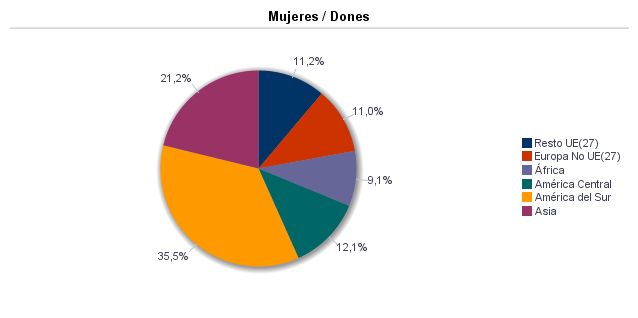 Mujeres / Dones
11,2%
21,2%
11,0%
9,1%
12,1%
35,5%
Resto UE(27)
Europa No UE(27)
África
América Central
América del Sur
Asia